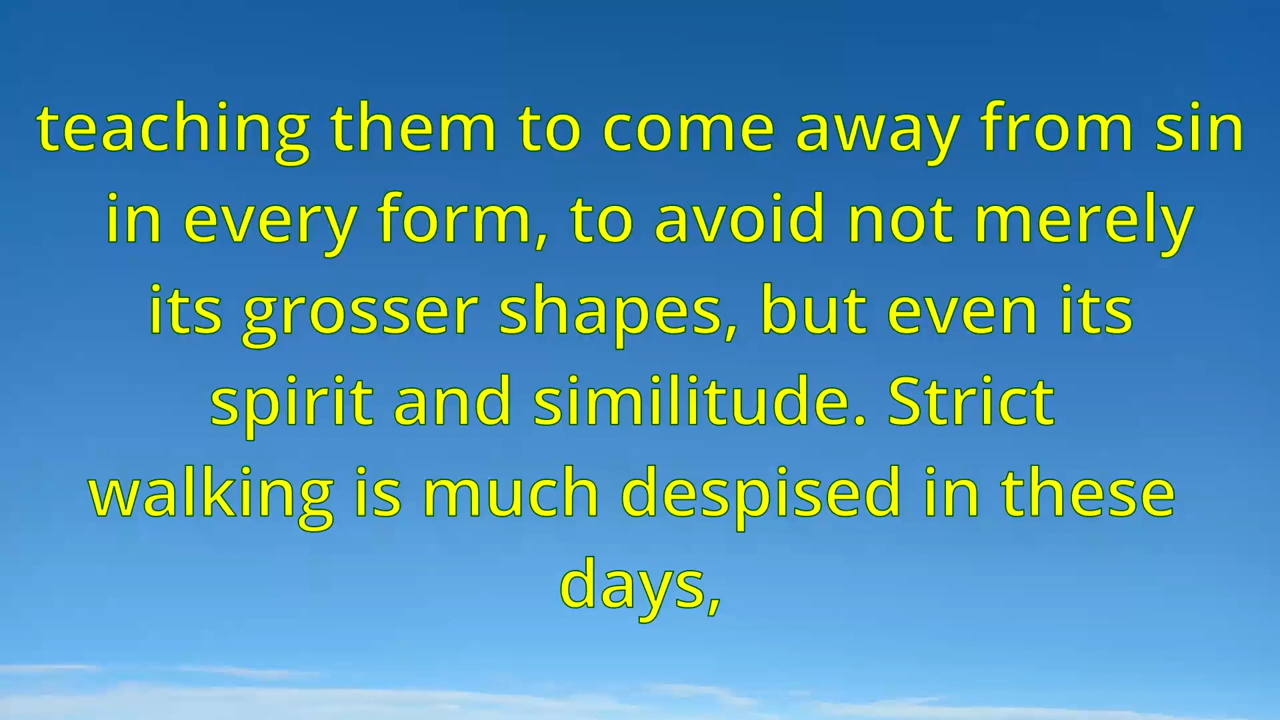 teaching them to come away from sin
in every form, to avoid not merely
its grosser shapes, but even its
spirit and similitude. Strict
walking is much despised in these
days,